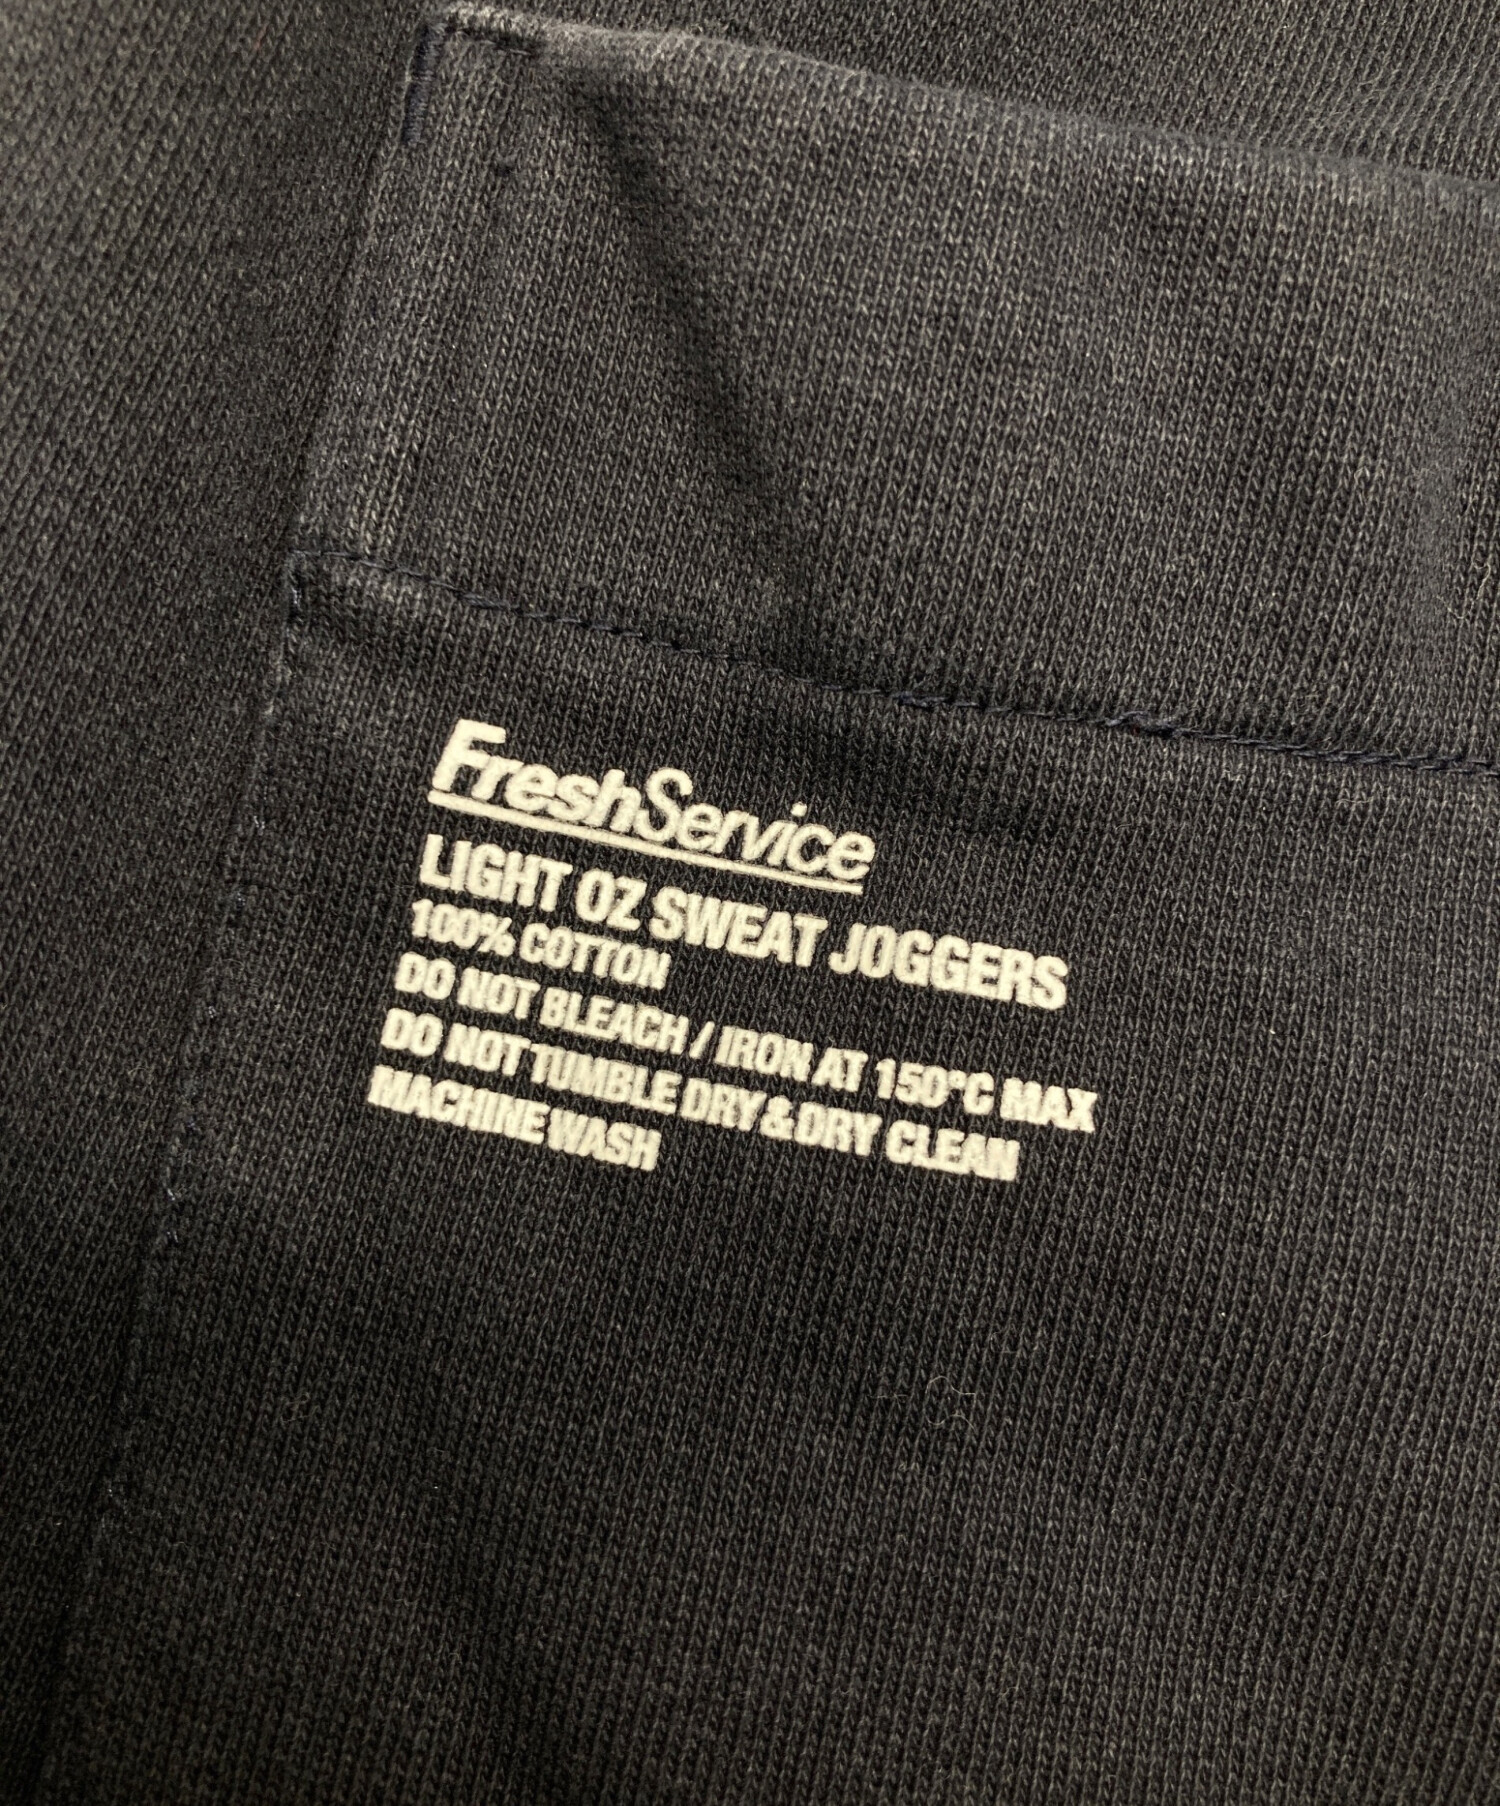 FreshService
LIGHT OZ SWEAT JOGGERS
100% COTTON
DO NOT BLEACH / IRON AT 150°C MAX
DO NOT TUMBLE DRY & DRY CLEAN
MACHINE WASH